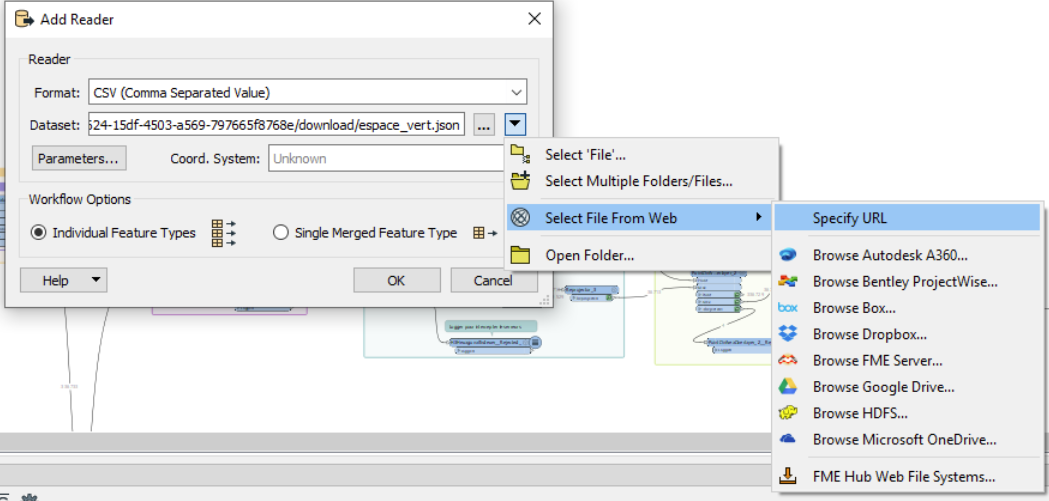 Add Reader
Reader
Format: CSV (Comma Separated Value)
Dataset: 524-15df-4503-a569-797665f8768e/download/espace_vert.json ...
Parameters... Coord. System: Unknown
Workflow Options
Individual Feature Types Single Merged Feature Type
Help OK Cancel
Select 'File'...
Select Multiple Folders/Files...
Select File From Web
Open Folder...
Specify URL
Browse Autodesk A360...
Browse Bentley ProjectWise...
box Browse Box...
Browse Dropbox...
Browse FME Server...
Browse Google Drive...
Browse HDFS...
Browse Microsoft OneDrive...
FME Hub Web File Systems...